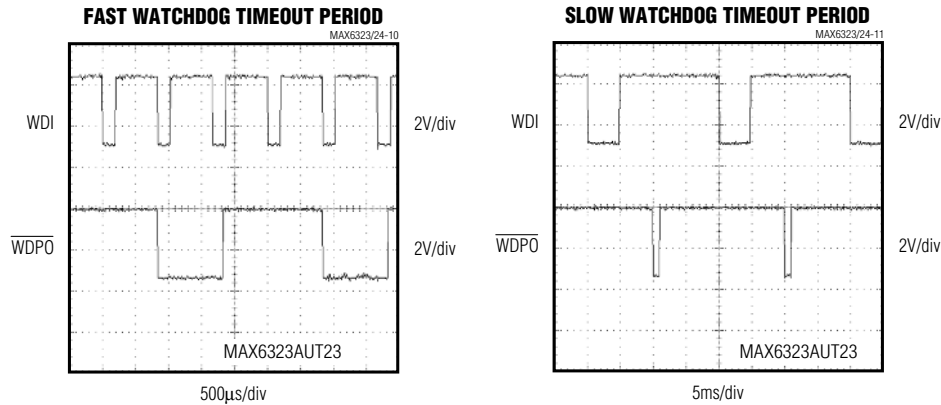 FAST WATCHDOG TIMEOUT PERIOD
MAX6323/24-10
WDI
2V/div
WDPO
2V/div
MAX6323AUT23
500µs/div
SLOW WATCHDOG TIMEOUT PERIOD
MAX6323/24-11
WDI
2V/div
WDPO
2V/div
MAX6323AUT23
5ms/div